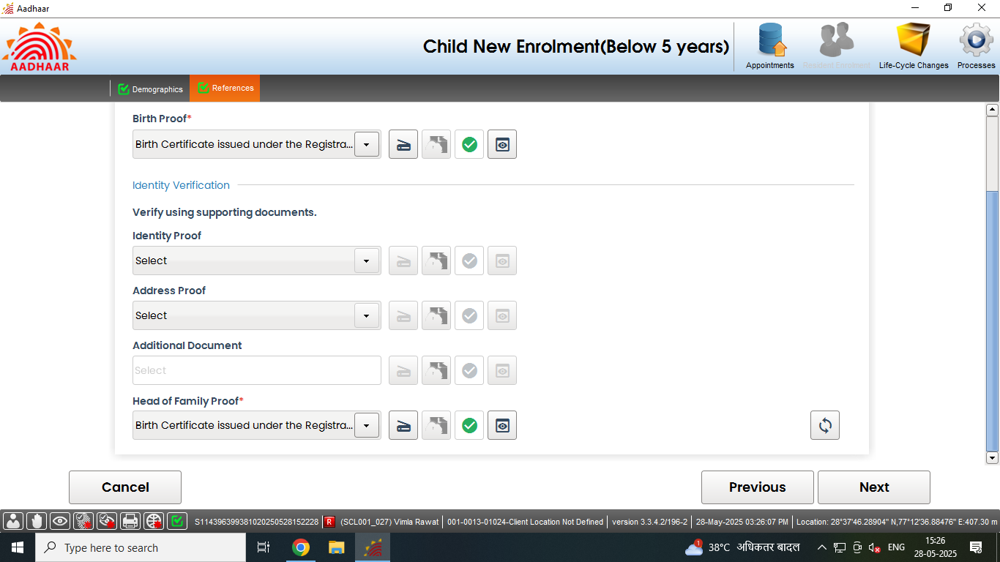 Aadhaar
AADHAAR
Child New Enrolment(Below 5 years)
Appointments
Resident Enrolment
Life-Cycle Changes
Processes
Demographics
References
Birth Proof*
Birth Certificate issued under the Registra...
Identity Verification
Verify using supporting documents.
Identity Proof
Select
Address Proof
Select
Additional Document
Select
Head of Family Proof*
Birth Certificate issued under the Registra...
Cancel
Previous
Next
S1143963993810202505281522228 R (SCL001_027) Vimla Rawat 001-0013-01024-Client Location Not Defined version 3.3.4.2/196-2 28-May-2025 03:26:07 PM Location: 28°37'46.28904" N,77°12'36.88476" E:407.30 m
Type here to search
1
38°C अधिकतर बादल
ENG
15:26
28-05-2025